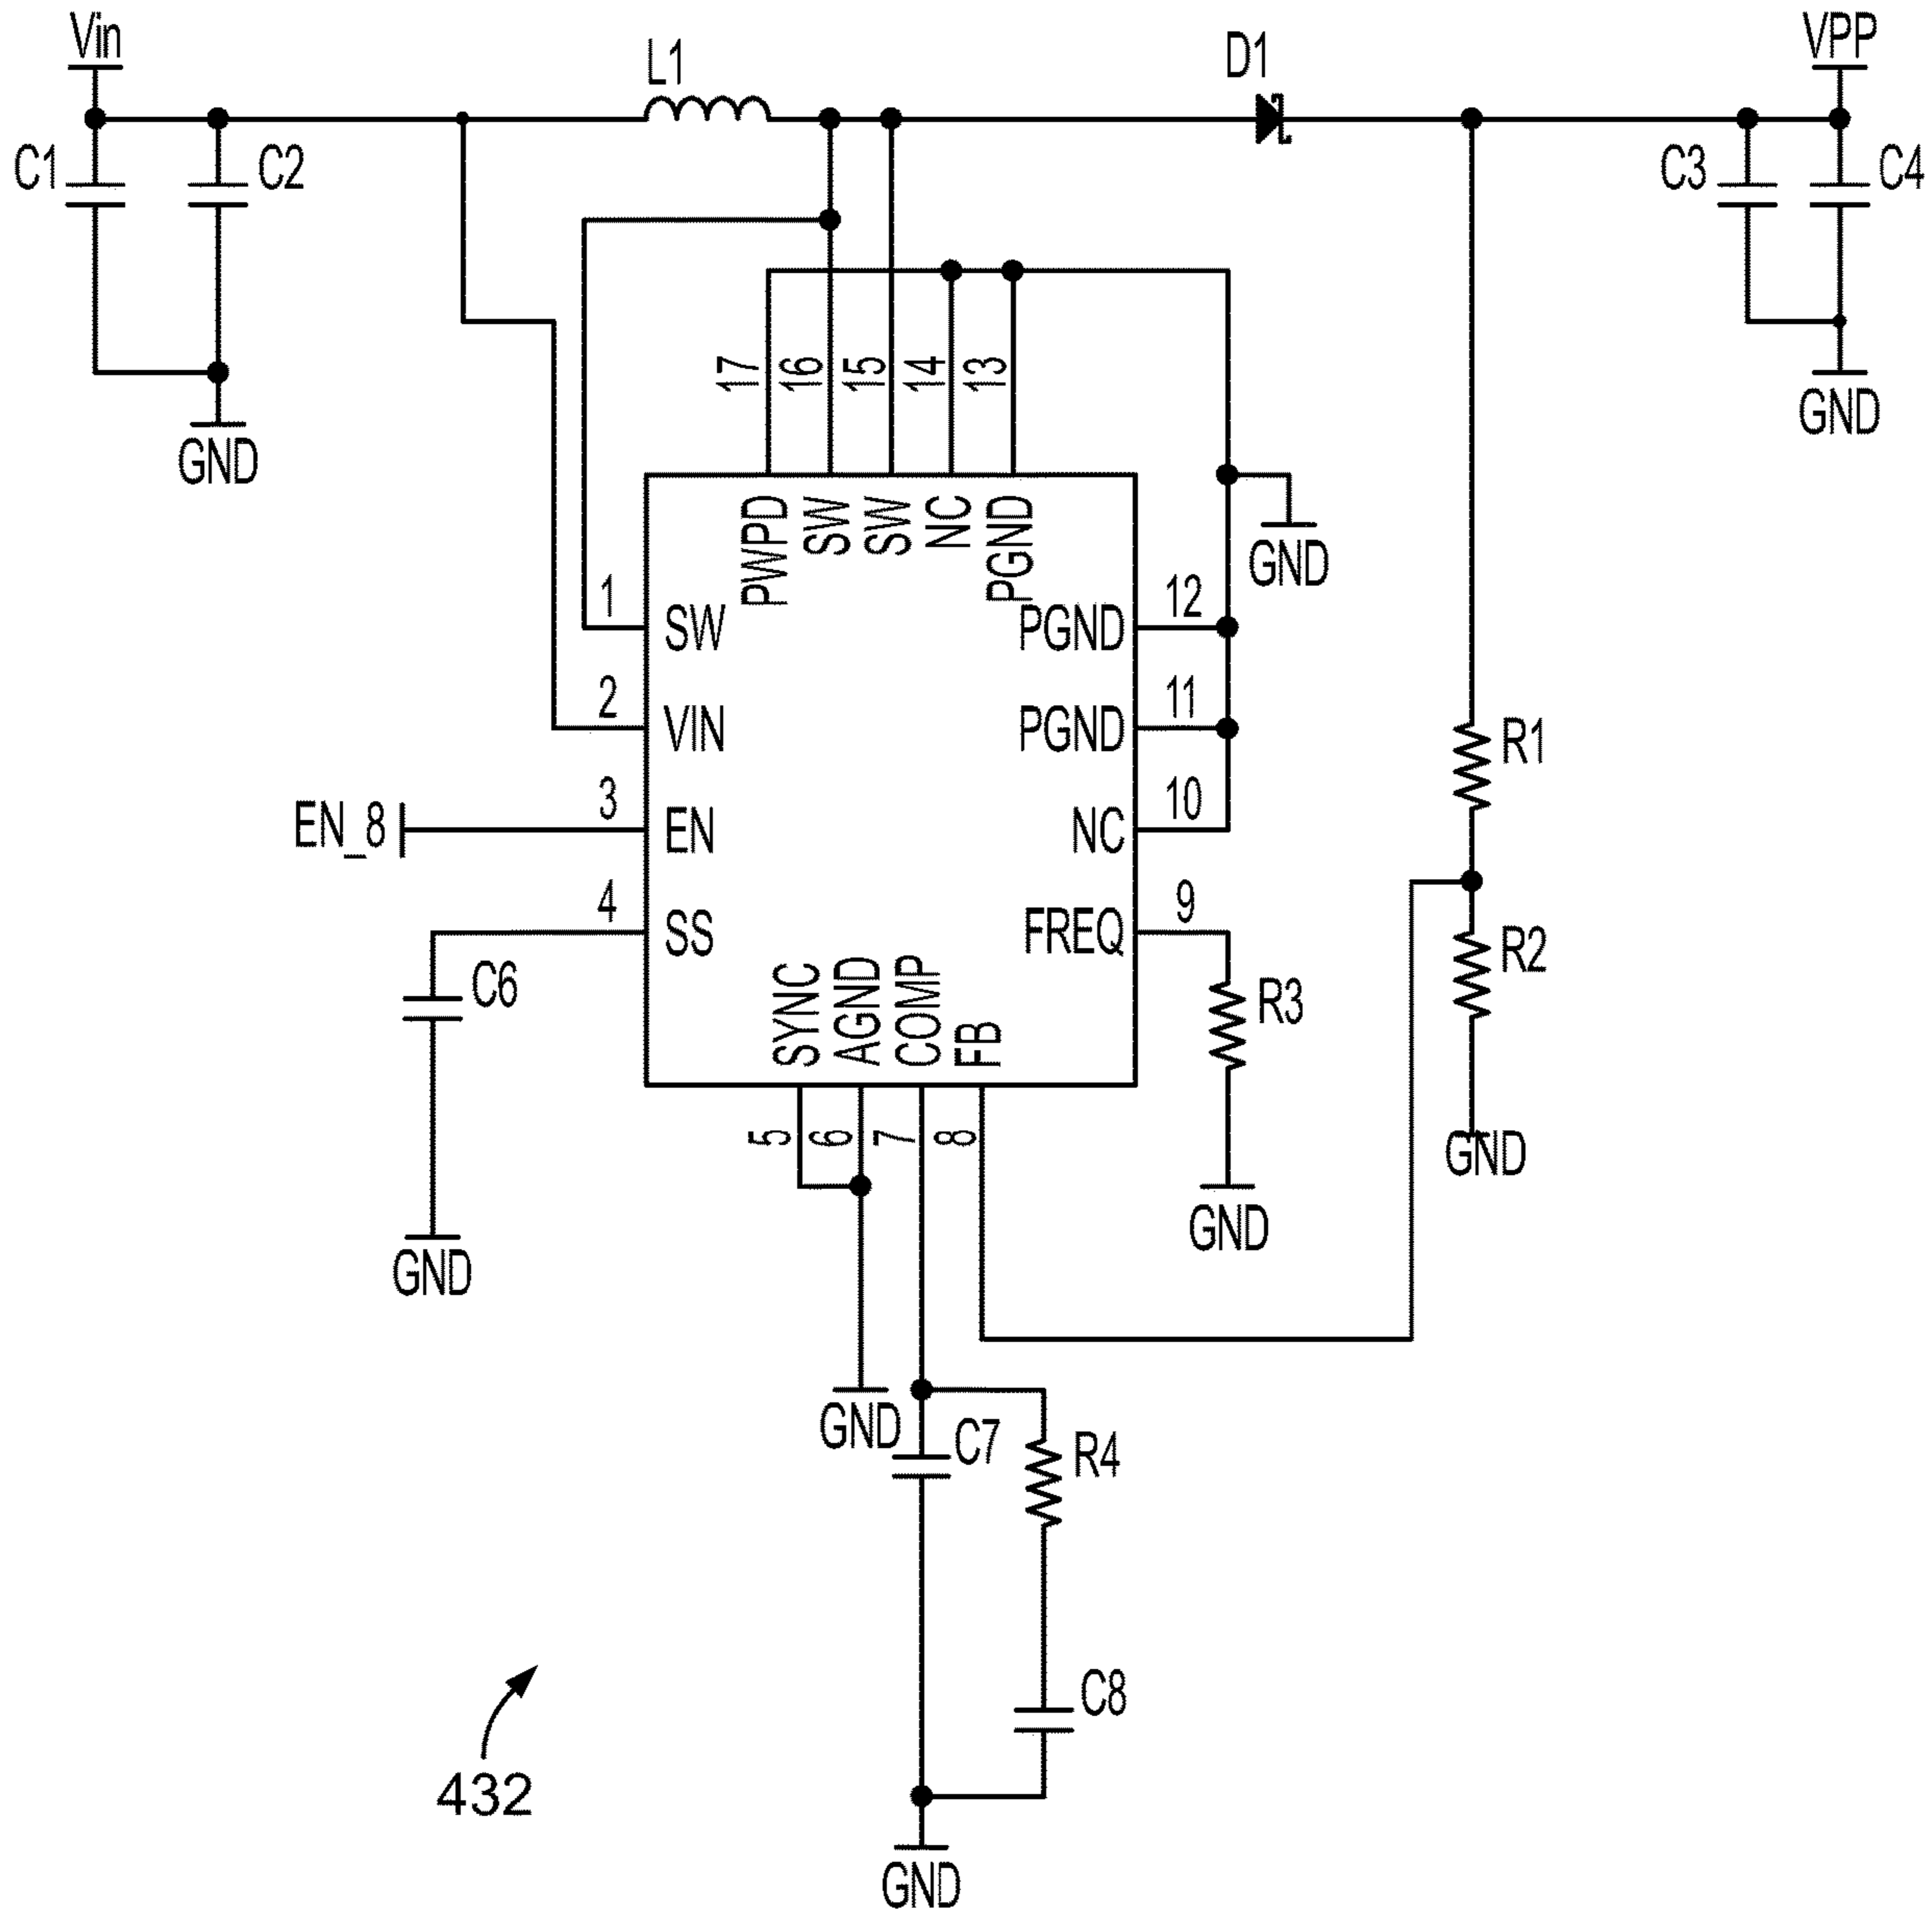 Vin
L1
D1
VPP
C1
C2
C3
C4
GND
GND
17
16
15
14
13
PWPD
SW
SW
NC
PGND
GND
1
SW
PGND
12
2
VIN
PGND
11
R1
EN_8
3
EN
NC
10
4
SS
FREQ
9
R2
C6
R3
SYNC
AGND
COMP
FB
5
6
7
8
GND
GND
GND
GND
C7
R4
C8
432
GND